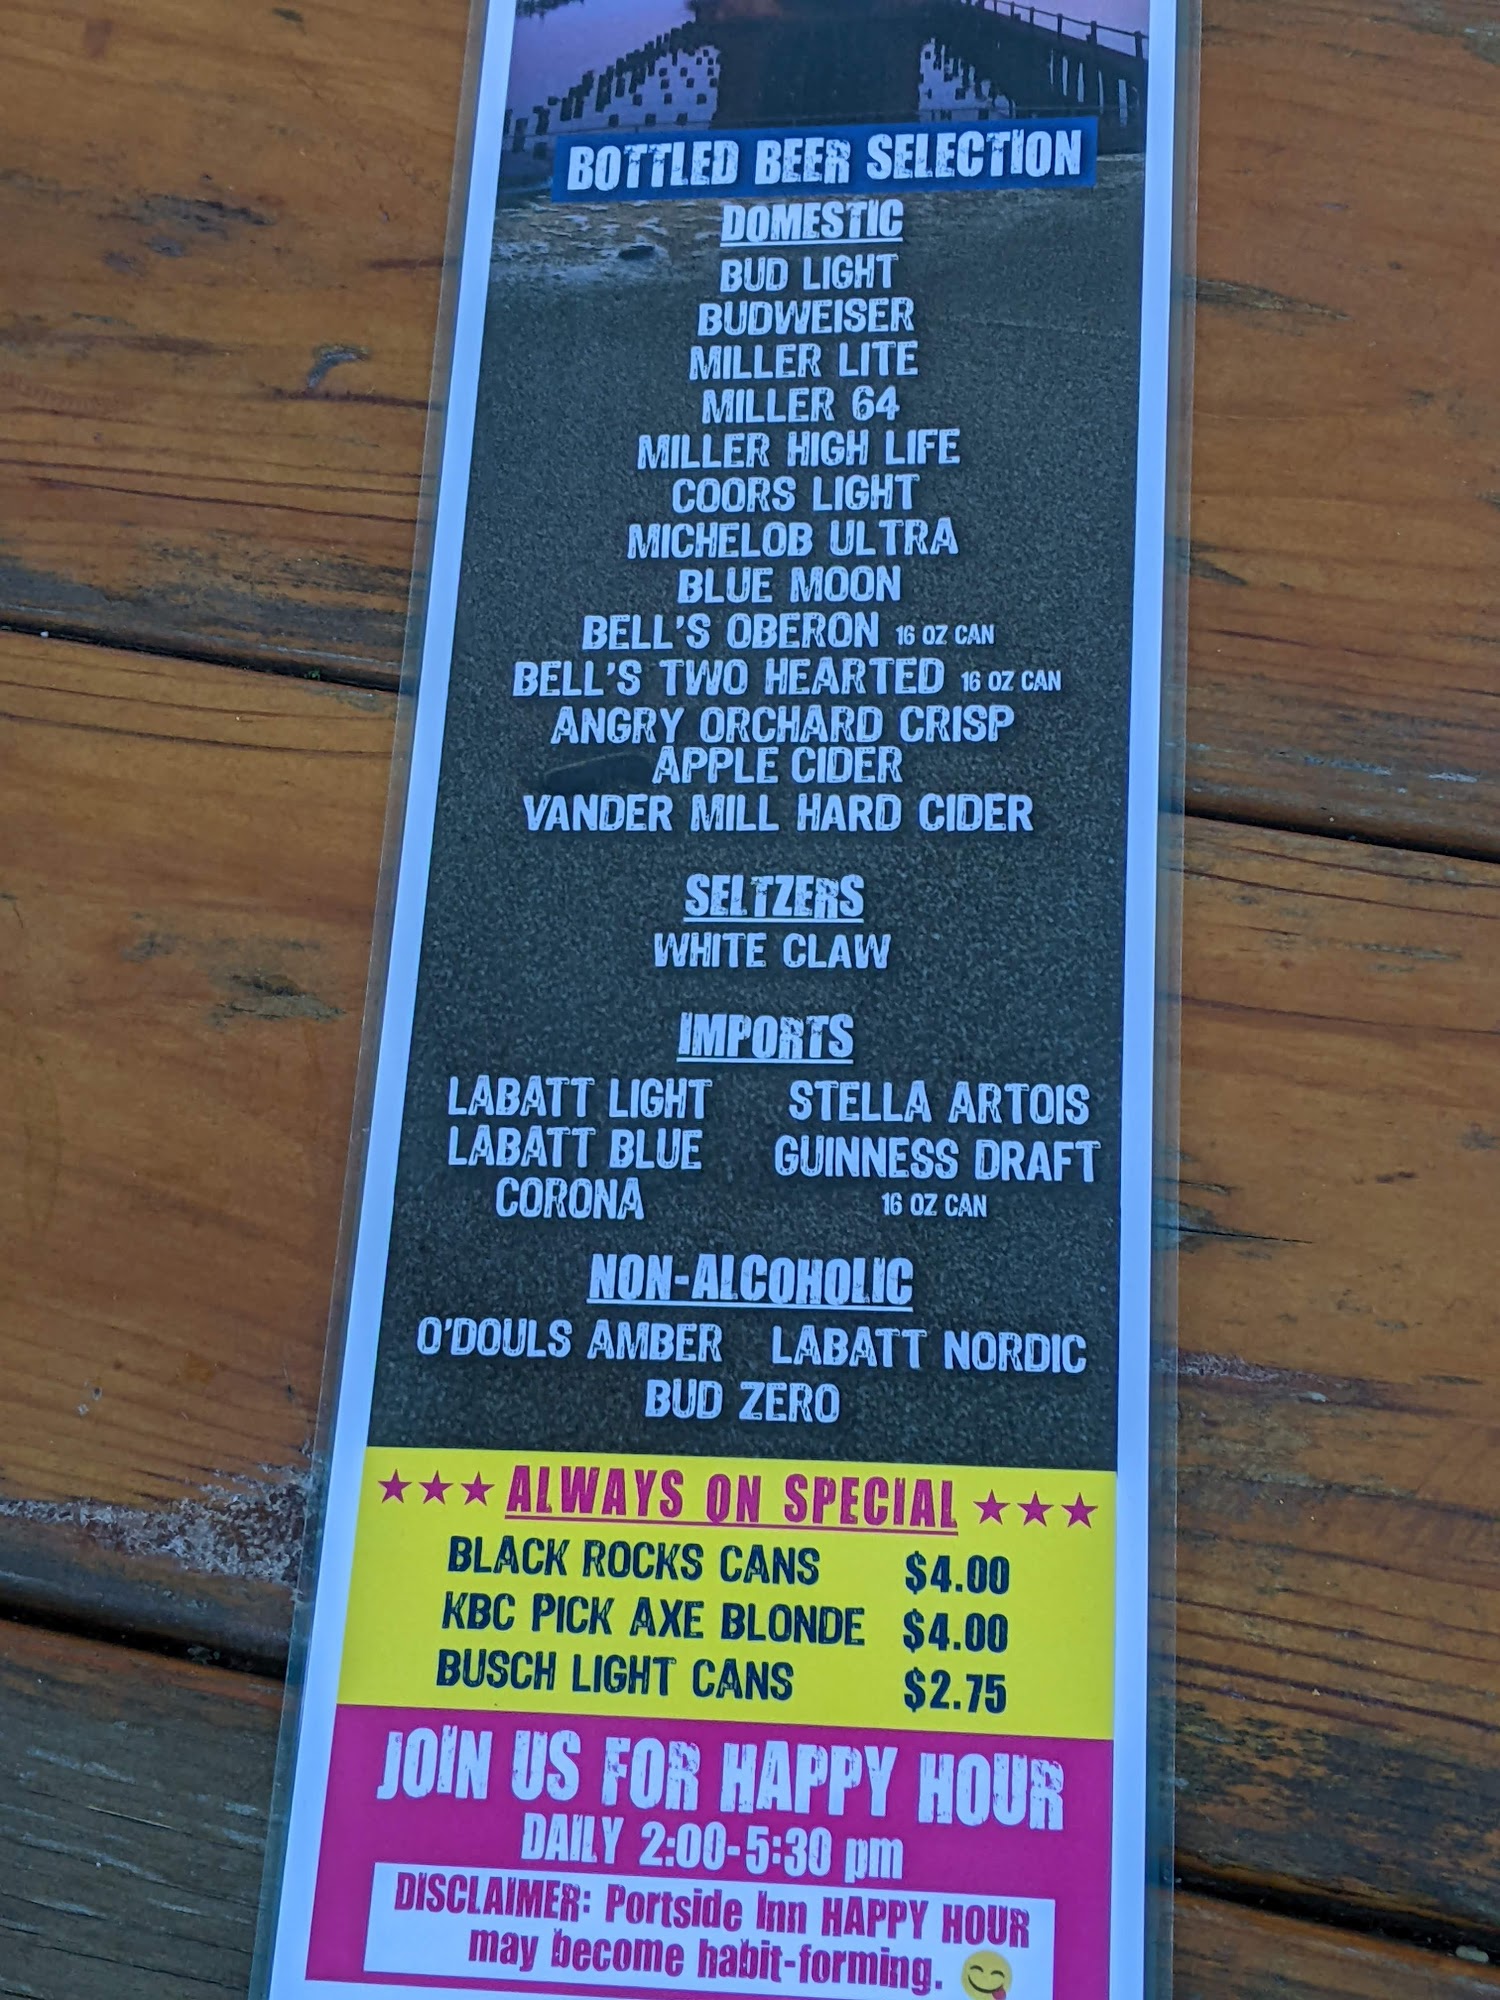 BOTTLED BEER SELECTION
DOMESTIC
BUD LIGHT
BUDWEISER
MILLER LITE
MILLER 64
MILLER HIGH LIFE
COORS LIGHT
MICHELOB ULTRA
BLUE MOON
BELL'S OBERON 16 OZ CAN
BELL'S TWO HEARTED 16 OZ CAN
ANGRY ORCHARD CRISP
APPLE CIDER
VANDER MILL HARD CIDER
SELTZERS
WHITE CLAW
IMPORTS
LABATT LIGHT
LABATT BLUE
CORONA
STELLA ARTOIS
GUINNESS DRAFT
16 OZ CAN
NON-ALCOHOLIC
O'DOULS AMBER LABATT NORDIC
BUD ZERO
★★★ ALWAYS ON SPECIAL ★★★
BLACK ROCKS CANS $4.00
KBC PICK AXE BLONDE $4.00
BUSCH LIGHT CANS $2.75
JOIN US FOR HAPPY HOUR
DAILY 2:00-5:30 pm
DISCLAIMER: Portside Inn HAPPY HOUR
may become habit-forming. 😋